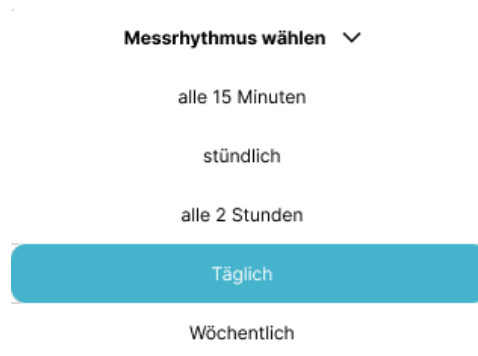 Messrhythmus wählen
alle 15 Minuten
stündlich
alle 2 Stunden
Täglich
Wöchentlich